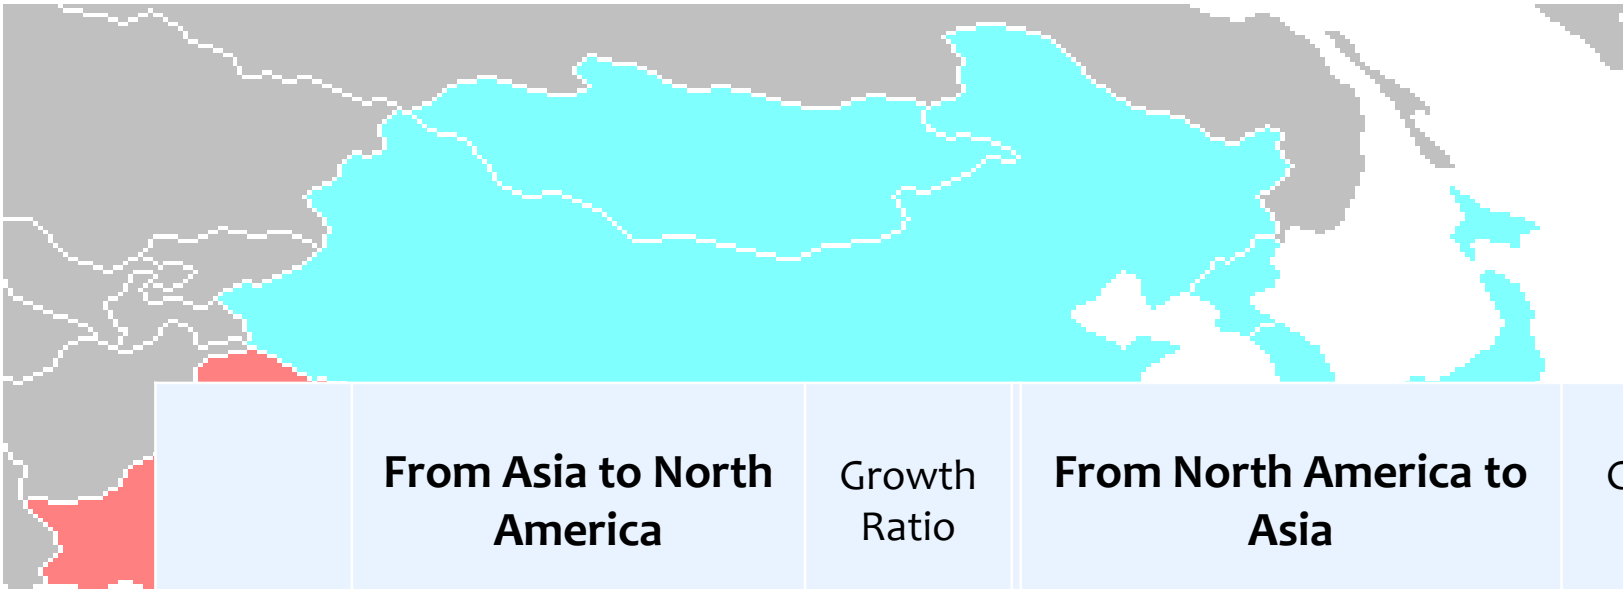 From Asia to North
America
Growth
Ratio
From North America to
Asia